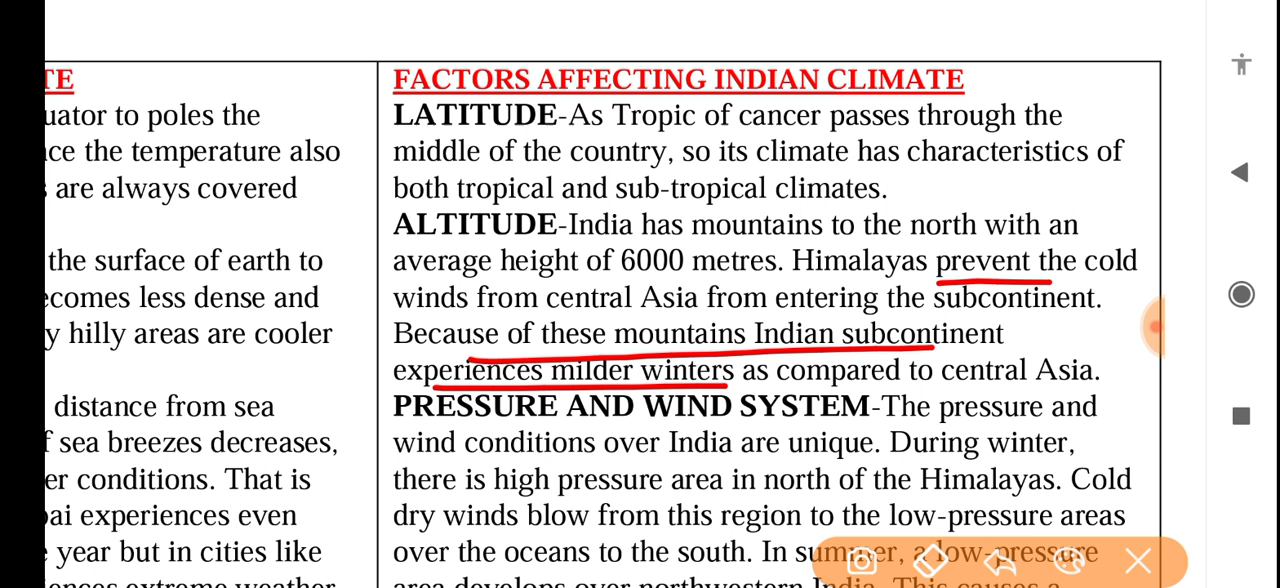 TE
uator to poles the
ce the temperature also
are always covered
the surface of earth to
ecomes less dense and
y hilly areas are cooler
distance from sea
f sea breezes decreases,
er conditions. That is
ai experiences even
year but in cities like
FACTORS AFFECTING INDIAN CLIMATE
LATITUDE-As Tropic of cancer passes through the
middle of the country, so its climate has characteristics of
both tropical and sub-tropical climates.
ALTITUDE-India has mountains to the north with an
average height of 6000 metres. Himalayas prevent the cold
winds from central Asia from entering the subcontinent.
Because of these mountains Indian subcontinent
experiences milder winters as compared to central Asia.
PRESSURE AND WIND SYSTEM-The pressure and
wind conditions over India are unique. During winter,
there is high pressure area in north of the Himalayas. Cold
dry winds blow from this region to the low-pressure areas
over the oceans to the south. In summer, a low-pressure
area develops over northwestern India. This causes a